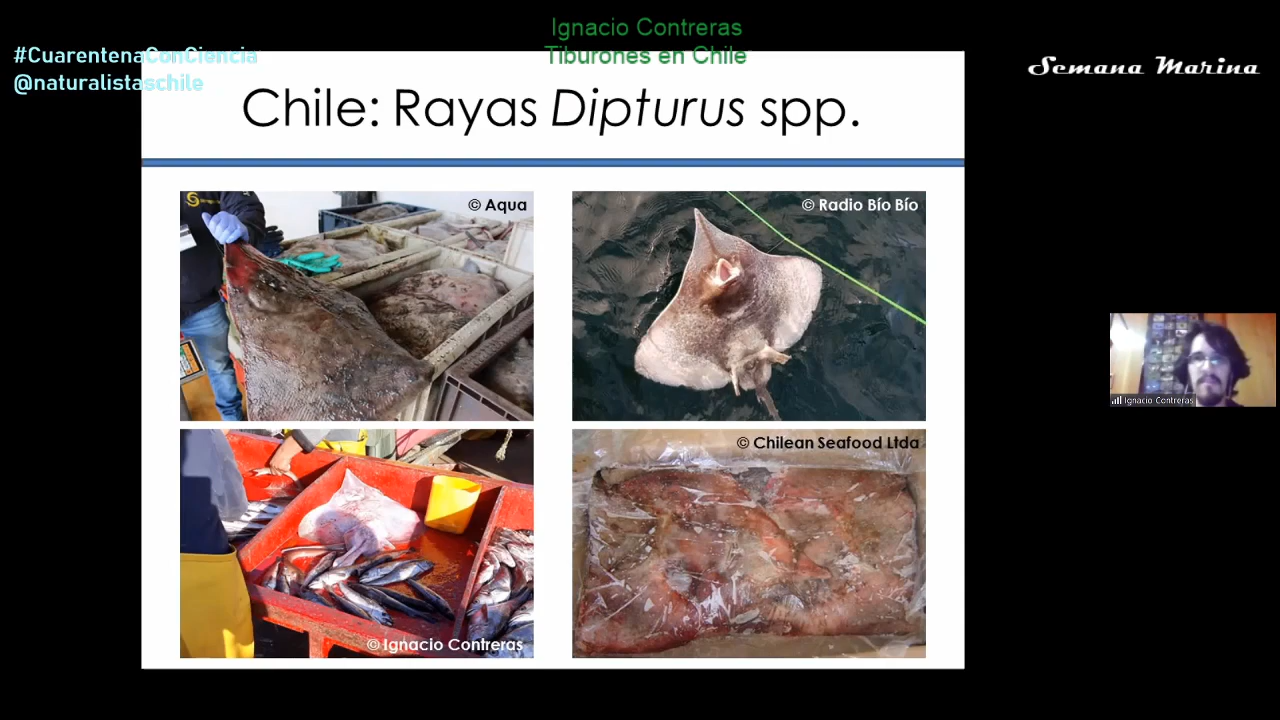 Ignacio Contreras
Tiburones en Chile
#CuarentenaConCiencia
@naturalistaschile
Semana Marina
Chile: Rayas Dipturus spp.
© Aqua
© Radio Bío Bío
© Ignacio Contreras
© Chilean Seafood Ltda
Ignacio Contreras